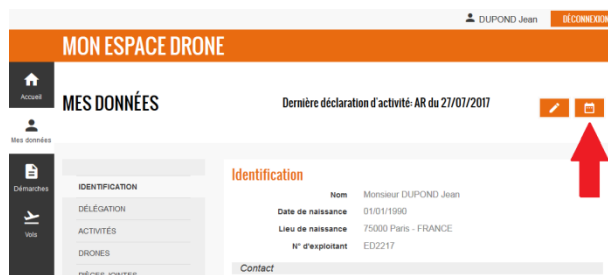 DUPOND Jean DÉCONNEXION
MON ESPACE DRONE
Accueil
MES DONNÉES
Dernière déclaration d'activité: AR du 27/07/2017
Mes données
Démarches
Vols
IDENTIFICATION
DÉLÉGATION
ACTIVITÉS
DRONES
PIÈCES JOINTES
Identification
Nom Monsieur DUPOND Jean
Date de naissance 01/01/1990
Lieu de naissance 75000 Paris - FRANCE
N° d'exploitant ED2217
Contact